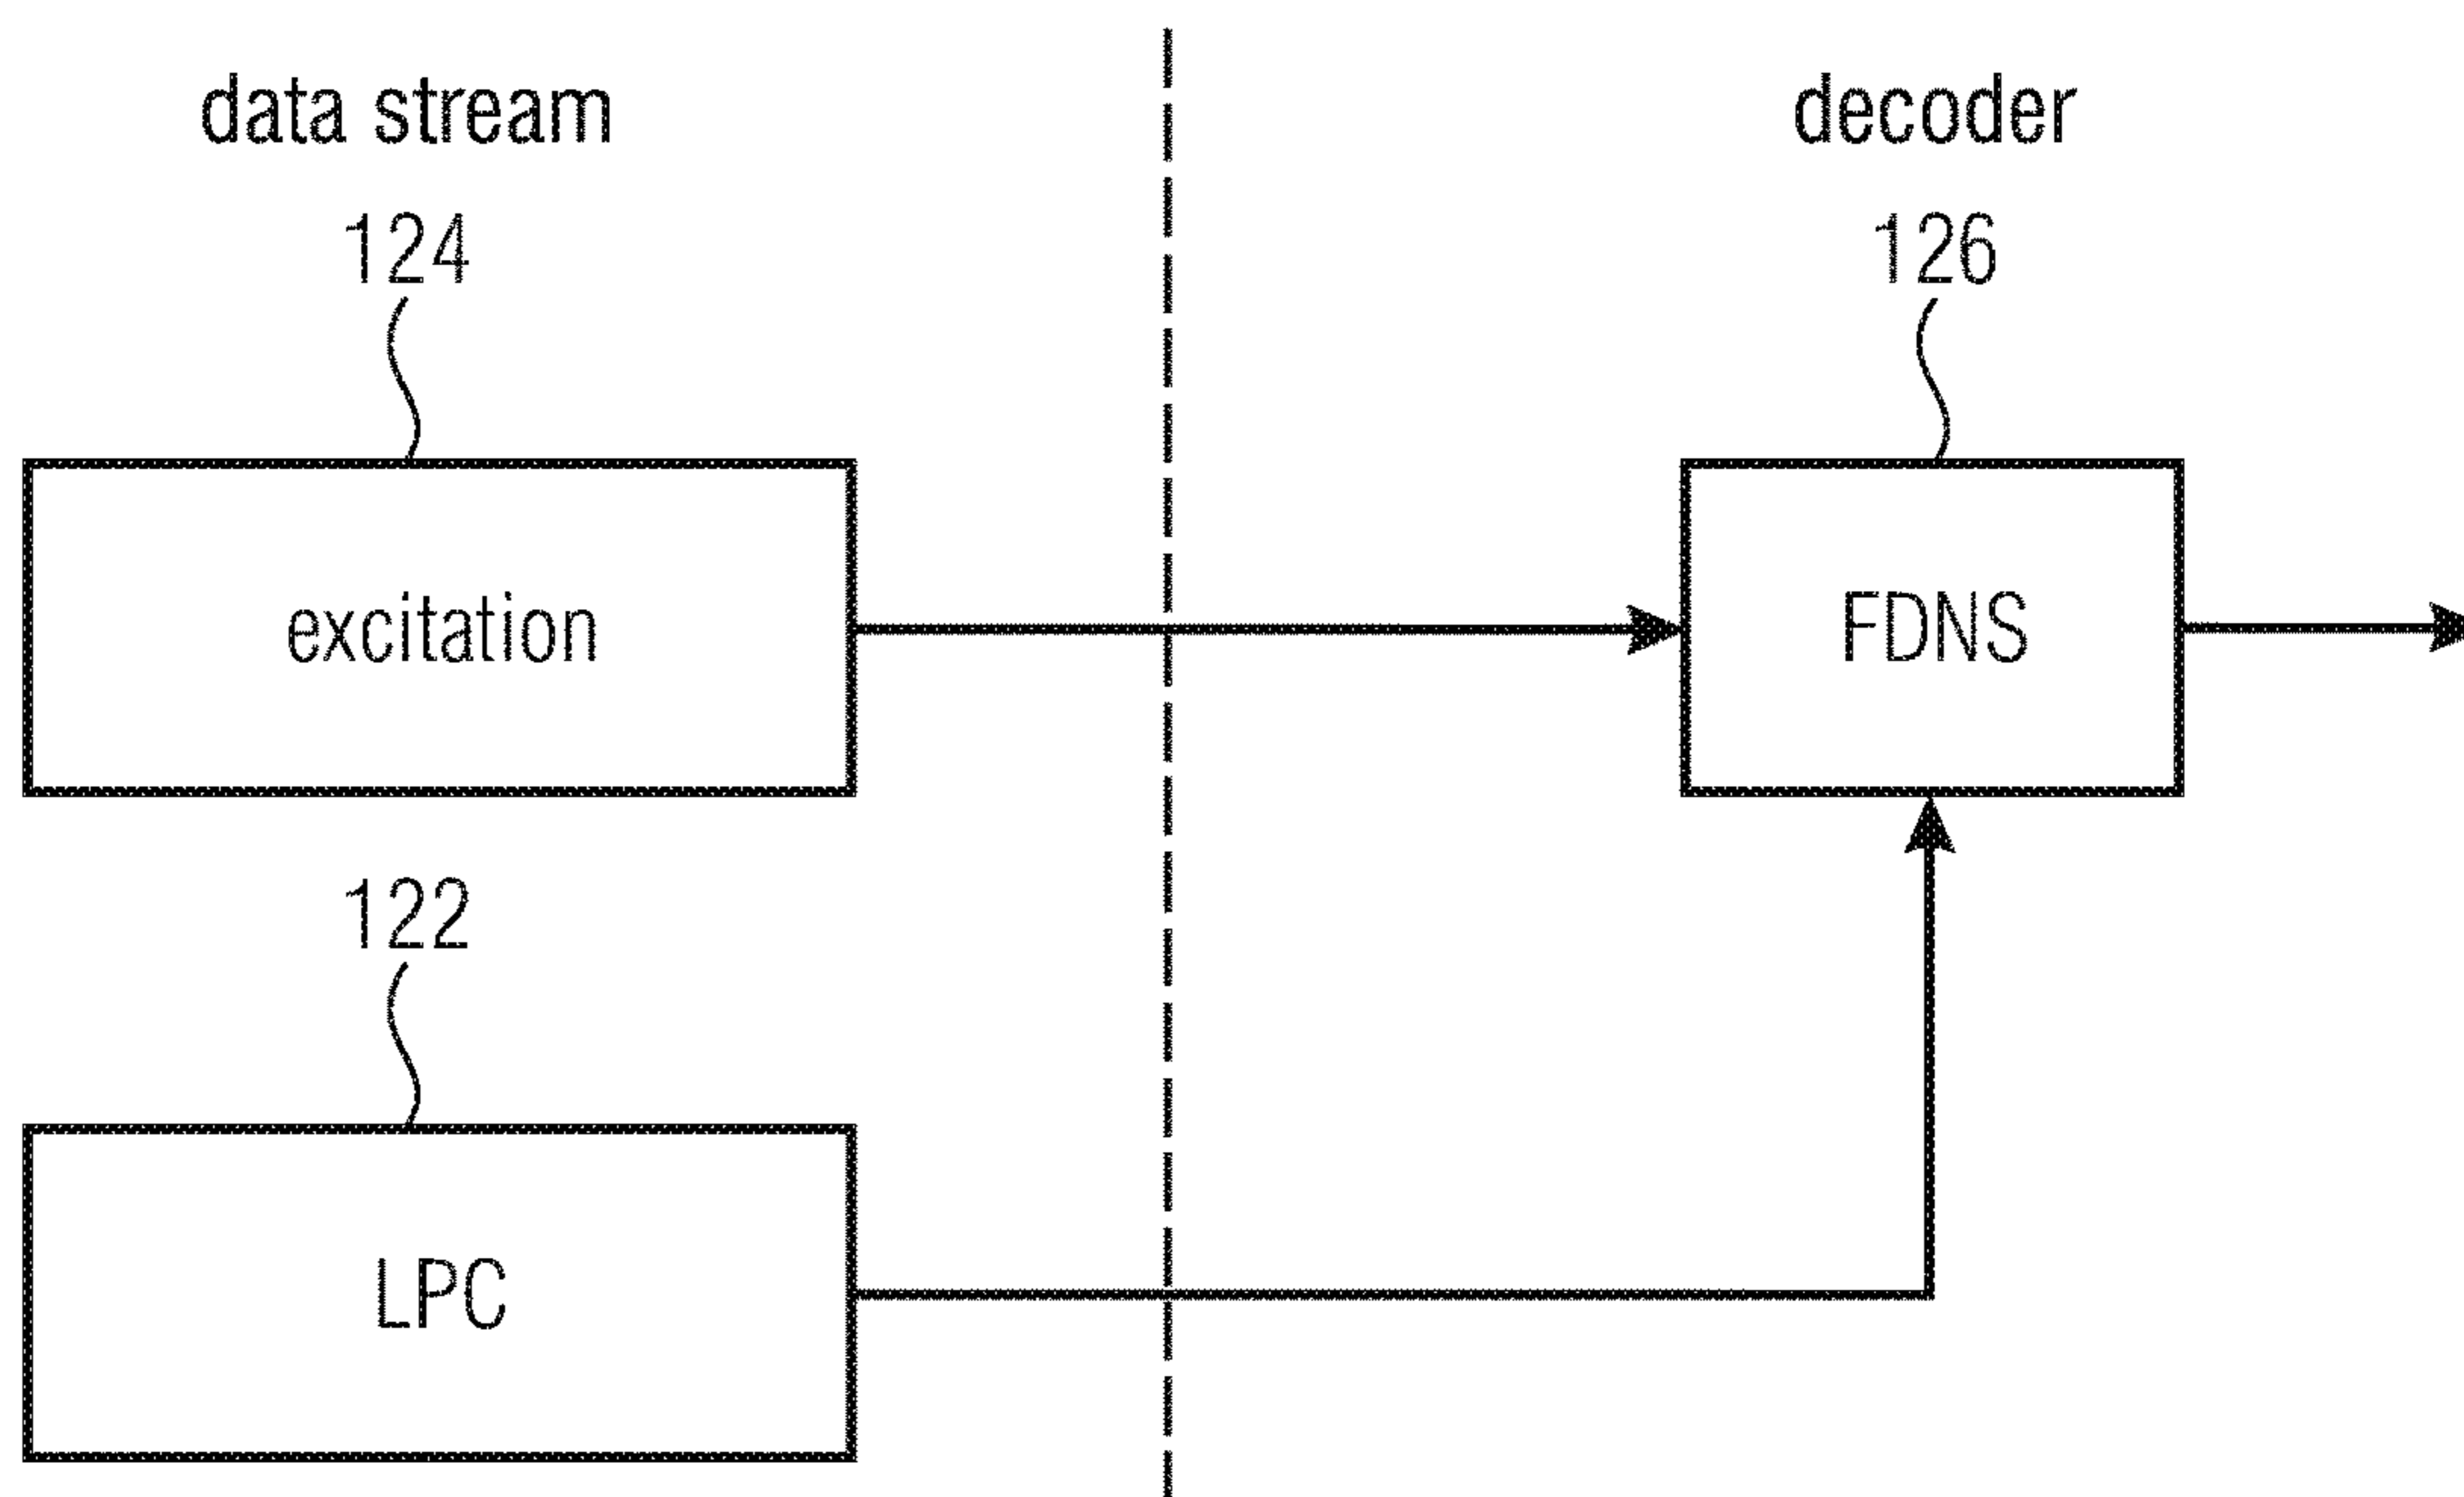 data stream
decoder
124
126
excitation
FDNS
122
LPC